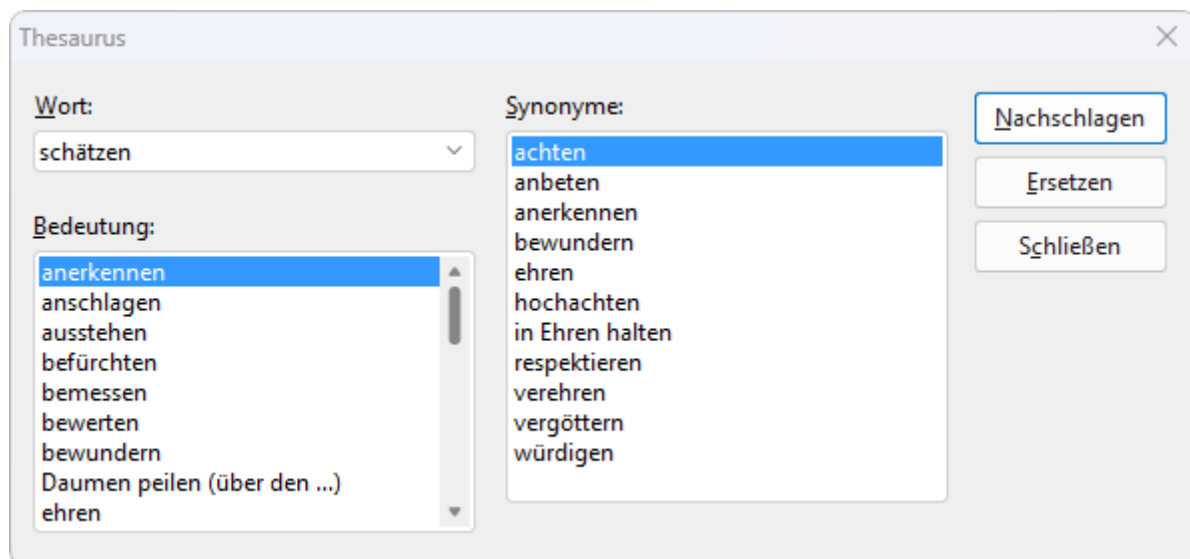 Thesaurus
Wort:
schätzen
Bedeutung:
anerkennen
anschlagen
ausstehen
befürchten
bemessen
bewerten
bewundern
Daumen peilen (über den ...)
ehren
Synonyme:
achten
anbeten
anerkennen
bewundern
ehren
hochachten
in Ehren halten
respektieren
verehren
vergöttern
würdigen
Nachschlagen
Ersetzen
Schließen